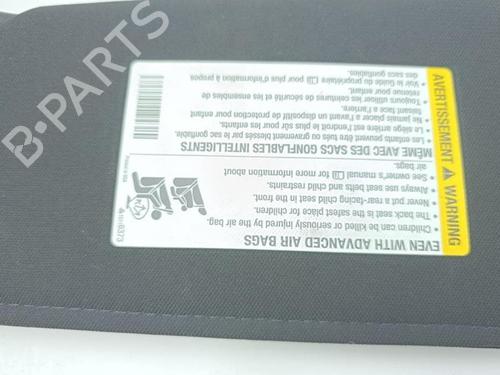 AVERTISSEMENT WARNING
EVEN WITH ADVANCED AIR BAGS
• Children can be killed or seriously injured by the air bag.
• The back seat is the safest place for children.
• Never put a rear-facing child seat in the front.
• Always use seat belts and child restraints.
• See owner's manual for more information about
air bags.
MÊME AVEC DES SACS GONFLABLES INTELLIGENTS
• Les enfants peuvent être tués ou gravement blessés par le sac gonflable.
• Le siège arrière est l'endroit le plus sûr pour un enfant.
• Ne jamais placer un dispositif de protection pour enfant
faisant face à l'arrière à l'avant.
• Toujours utiliser les ceintures de sécurité et les ensembles de
retenue pour enfant.
• Voir le Guide du propriétaire pour plus d'information à propos
des sacs gonflables.
B-Parts